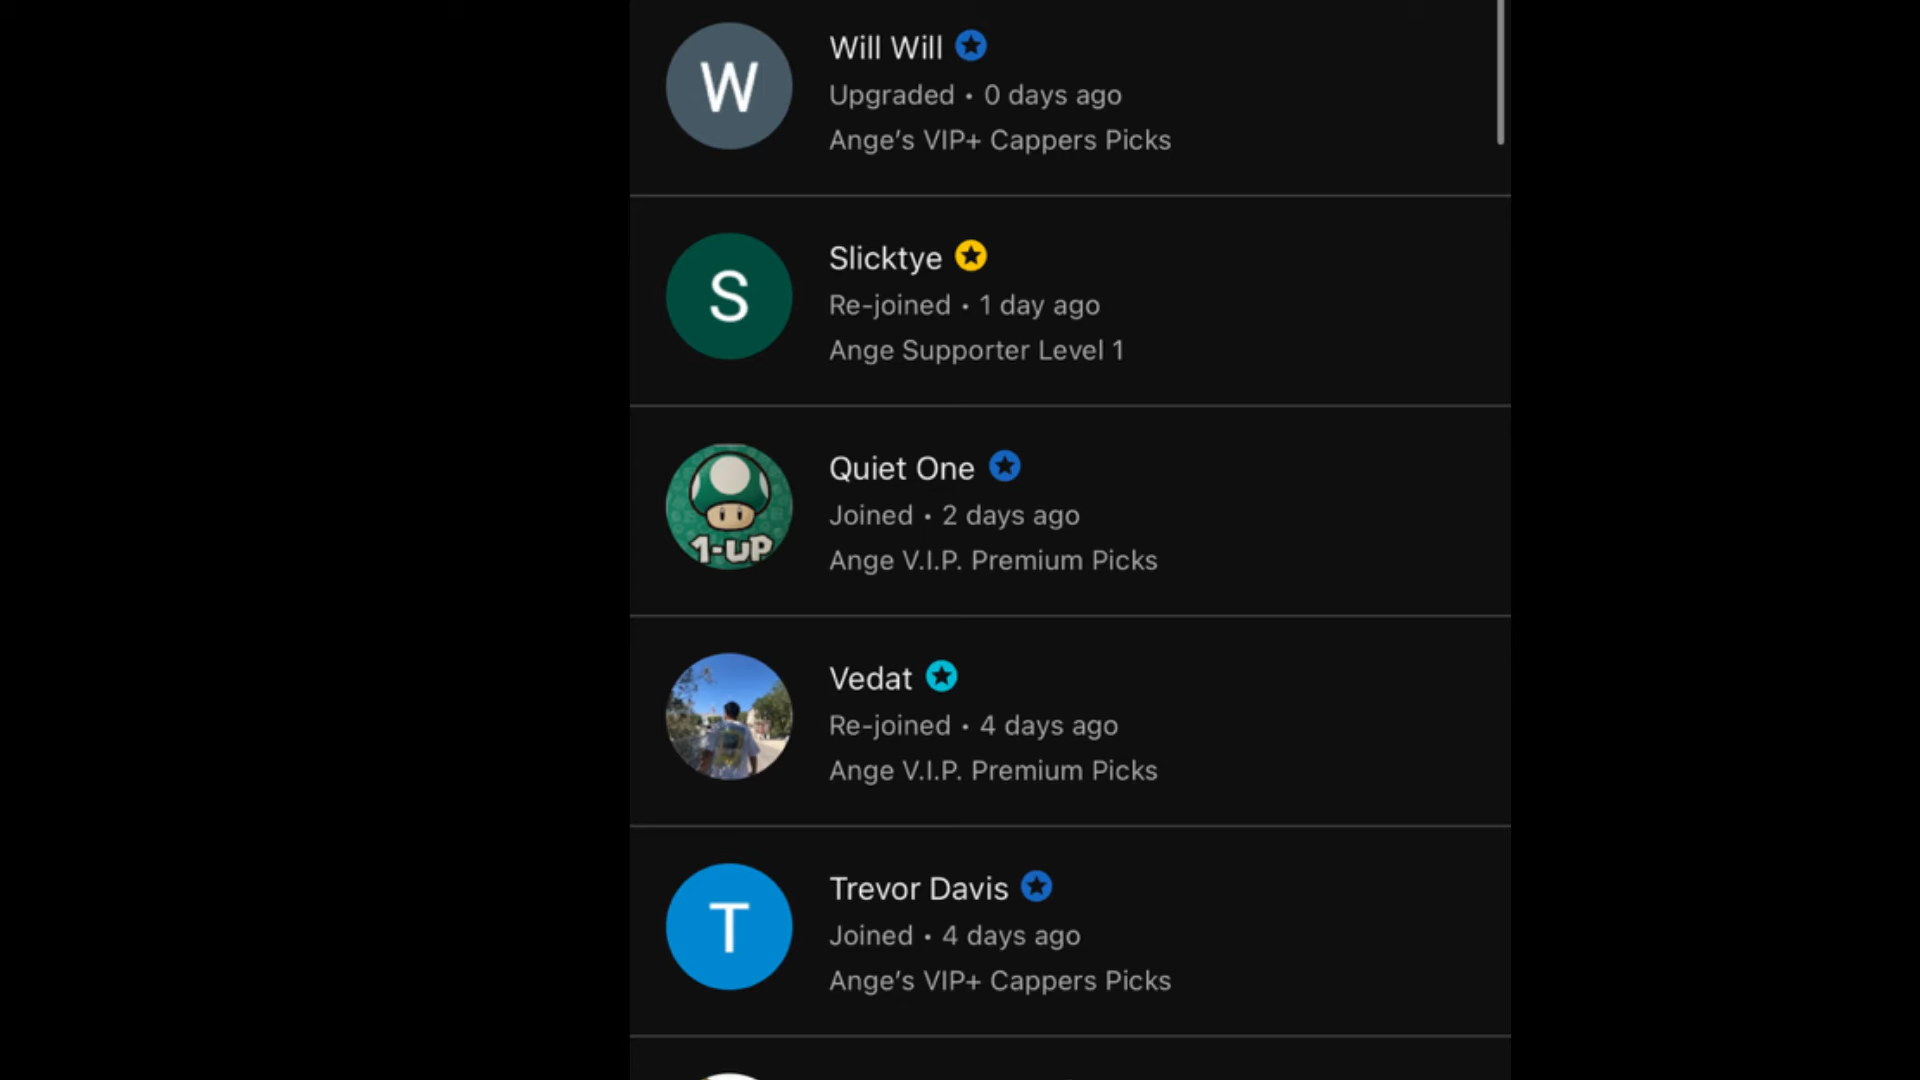 W
Will Will
Upgraded • 0 days ago
Ange’s VIP+ Cappers Picks
S
Slicktye
Re-joined • 1 day ago
Ange Supporter Level 1
1-UP
Quiet One
Joined • 2 days ago
Ange V.I.P. Premium Picks
Vedat
Re-joined • 4 days ago
Ange V.I.P. Premium Picks
T
Trevor Davis
Joined • 4 days ago
Ange’s VIP+ Cappers Picks